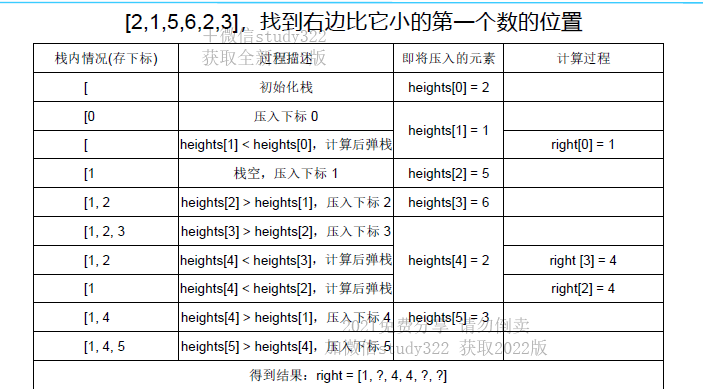 [2,1,5,6,2,3]，找到右边比它小的第一个数的位置
栈内情况(存下标) 过程描述 即将压入的元素 计算过程
[ 初始化栈 heights[0] = 2
[0 压入下标 0 heights[1] = 1
[ heights[1] < heights[0]，计算后弹栈 right[0] = 1
[1 栈空，压入下标 1 heights[2] = 5
[1, 2 heights[2] > heights[1]，压入下标 2 heights[3] = 6
[1, 2, 3 heights[3] > heights[2]，压入下标 3 heights[4] = 2
[1, 2 heights[4] < heights[3]，计算后弹栈 right [3] = 4
[1 heights[4] < heights[2]，计算后弹栈 right[2] = 4
[1, 4 heights[4] > heights[1]，压入下标 4 heights[5] = 3
[1, 4, 5 heights[5] > heights[4]，压入下标 5
得到结果：right = [1, ?, 4, 4, ?, ?]
微信study322
获取全新 版
2021免费分享 请勿倒卖
加微信study322 获取2022版